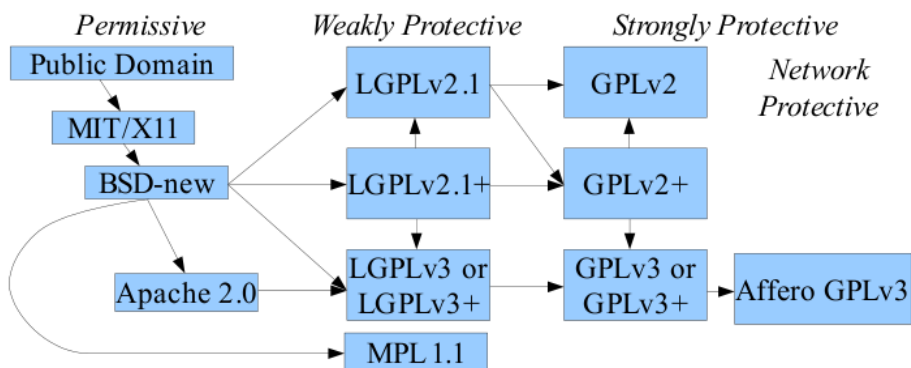 Permissive
Weakly Protective
Strongly Protective
Network
Protective
Public Domain
MIT/X11
BSD-new
Apache 2.0
LGPLv2.1
LGPLv2.1+
LGPLv3 or
LGPLv3+
MPL 1.1
GPLv2
GPLv2+
GPLv3 or
GPLv3+
Affero GPLv3